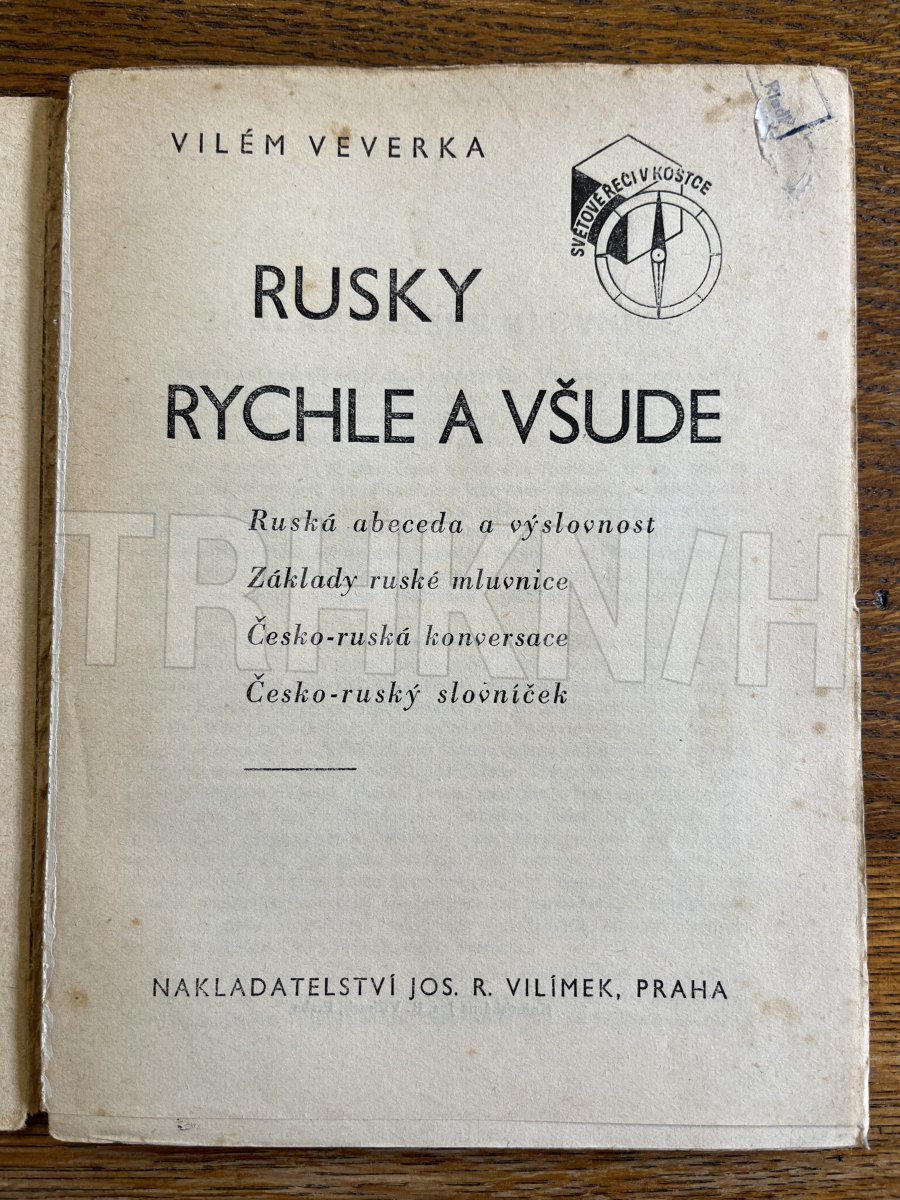 VILÉM VEVERKA
SVĚTOVÉ ŘEČI V KOSTCE
RUSKY
RYCHLE A VŠUDE
Ruská abeceda a výslovnost
Základy ruské mluvnice
Česko-ruská konversace
Česko-ruský slovníček
NAKLADATELSTVÍ JOS. R. VILÍMEK, PRAHA
TRHKNIH